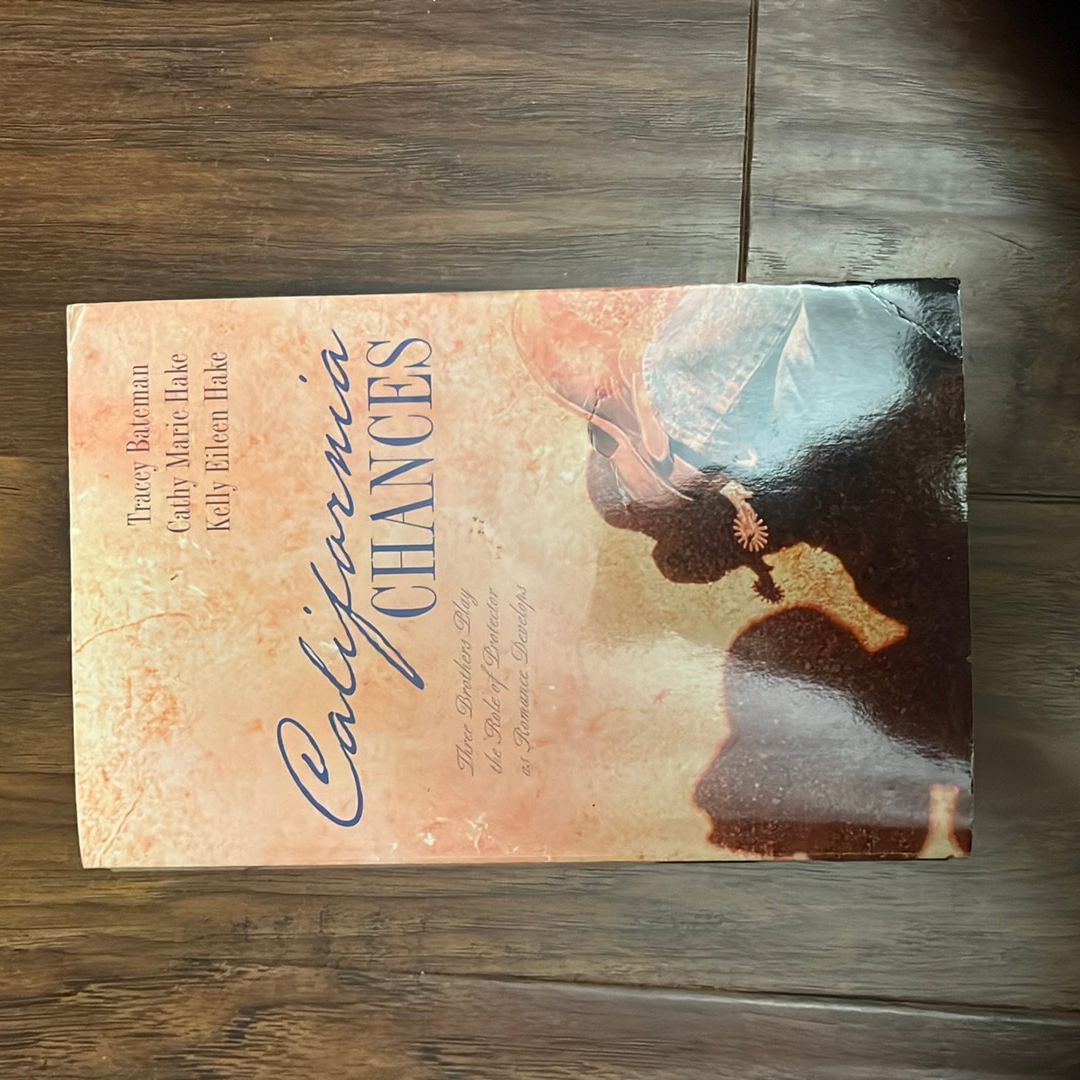 Tracey Bateman
Cathy Marie Hake
Kelly Eileen Hake
California
CHANCES
Three Brothers Play
the Role of Protector
as Romance Develops